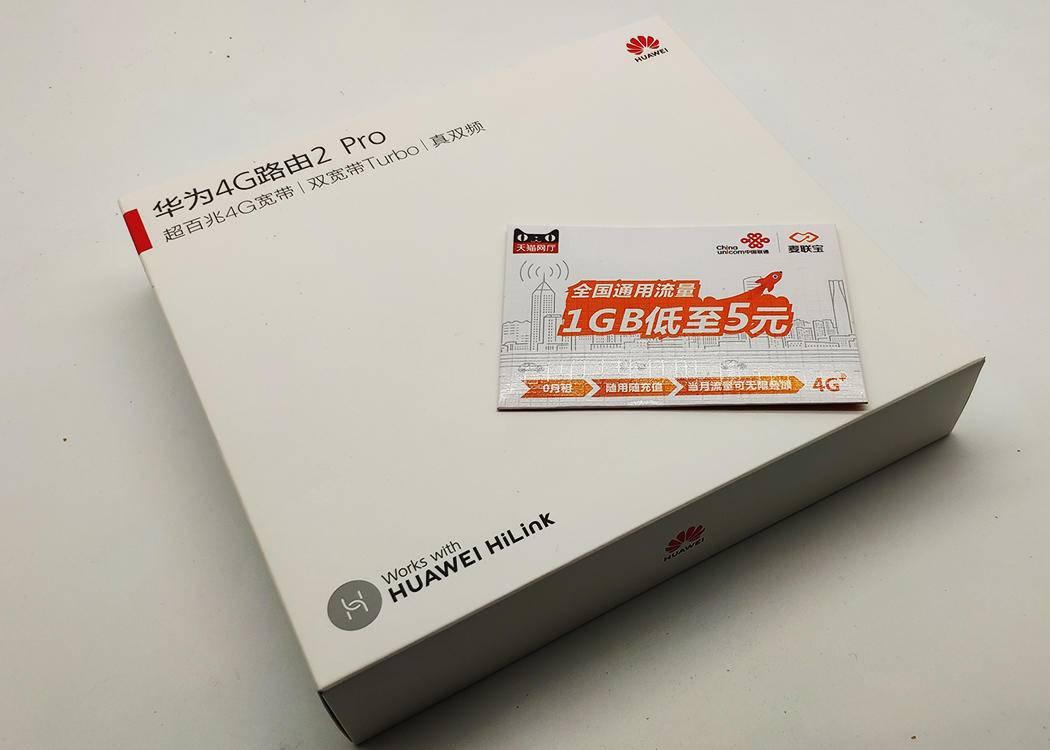 HUAWEI
华为4G路由2 Pro
超百兆4G宽带 | 双宽带Turbo | 真双频
天猫网厅
China
unicom中国联通
麦联宝
全国通用流量
1GB低至5元
0月租
随用随充值
当月流量可无限叠加
4G+
Works with
HUAWEI HiLink
HUAWEI